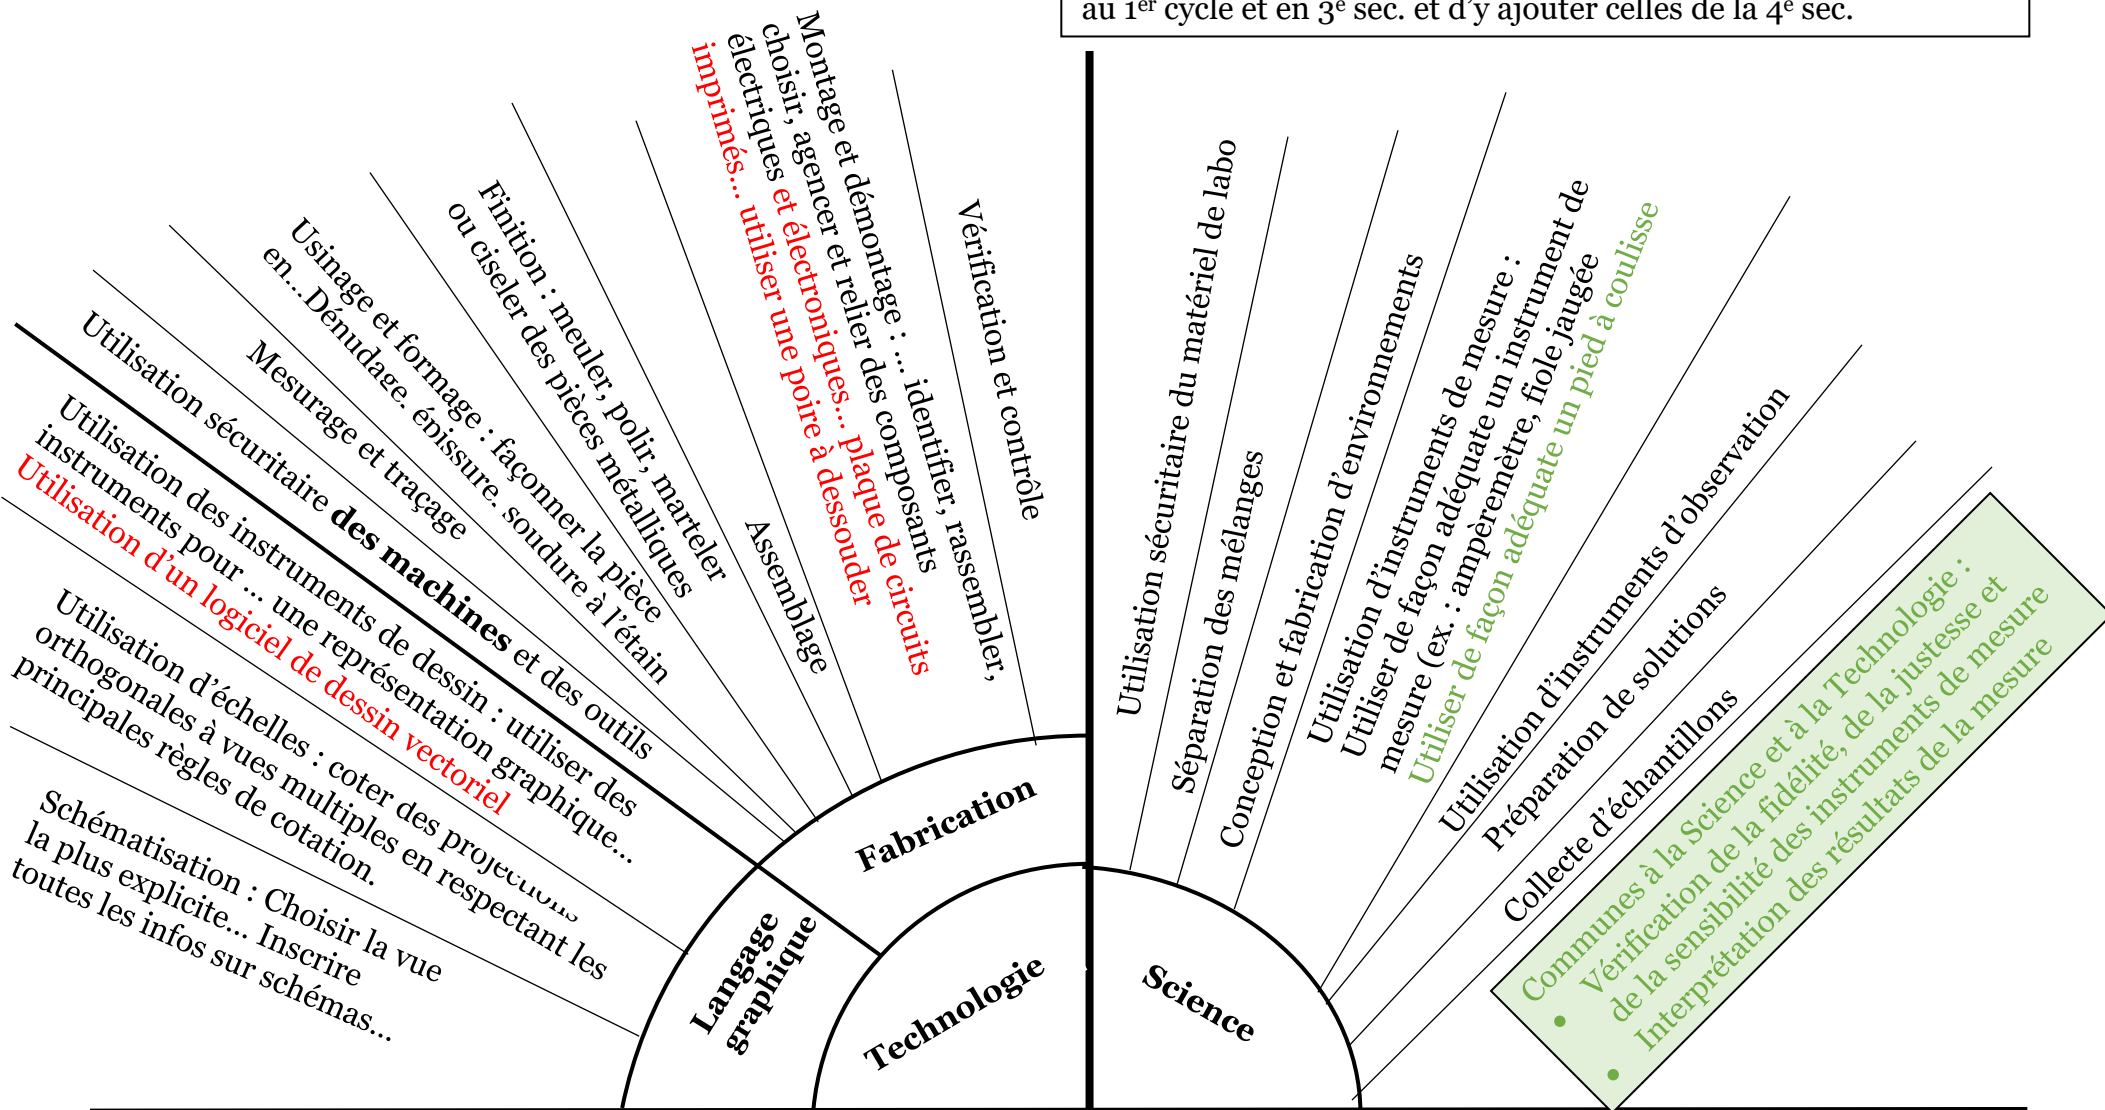 au 1er cycle et en 3e sec. et d'y ajouter celles de la 4e sec.
Schématisation : Choisir la vue
la plus explicite... Inscrire
toutes les infos sur schémas...
Utilisation d'échelles : coter des projections
orthogonales à vues multiples en respectant les
principales règles de cotation.
Utilisation des instruments de dessin : utiliser des
instruments pour ... une représentation graphique...
Utilisation d'un logiciel de dessin vectoriel
Utilisation sécuritaire des machines et des outils
Mesurage et traçage
Usinage et formage : façonner la pièce
en...Dénudage. épissure. soudure à l'étain
Finition : meuler, polir, marteler
ou ciseler des pièces métalliques
Assemblage
Montage et démontage : ... identifier, rassembler,
choisir, agencer et relier des composants
électriques et électroniques... plaque de circuits
imprimés... utiliser une poire à dessouder
Vérification et contrôle
Langage
graphique
Fabrication
Technologie
Science
Utilisation sécuritaire du matériel de labo
Séparation des mélanges
Conception et fabrication d'environnements
Utilisation d'instruments de mesure :
Utiliser de façon adéquate un instrument de
mesure (ex. : ampèremètre, fiole jaugée
Utiliser de façon adéquate un pied à coulisse
Utilisation d'instruments d'observation
Préparation de solutions
Collecte d'échantillons
Communes à la Science et à la Technologie :
• Vérification de la fidélité, de la justesse et
de la sensibilité des instruments de mesure
• Interprétation des résultats de la mesure